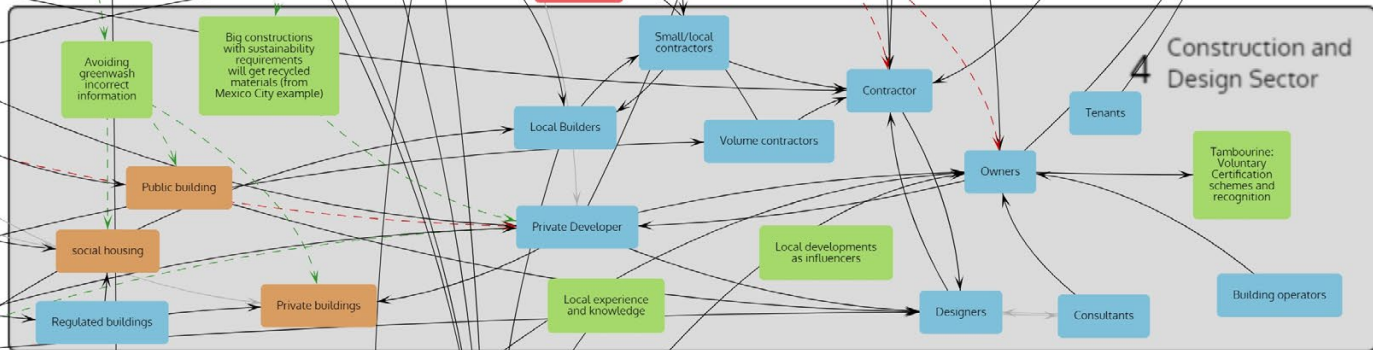 Small/local
contractors
Big constructions
with sustainability
requirements
will get recycled
materials (from
Mexico City example)
4 Construction and
Design Sector
Avoiding
greenwash
incorrect
information
Contractor
Tenants
Local Builders
Volume contractors
Tambourine:
Voluntary
Certification
schemes and
recognition
Owners
Public building
Private Developer
social housing
Local developments
as influencers
Local experience
and knowledge
Building operators
Private buildings
Regulated buildings
Designers
Consultants